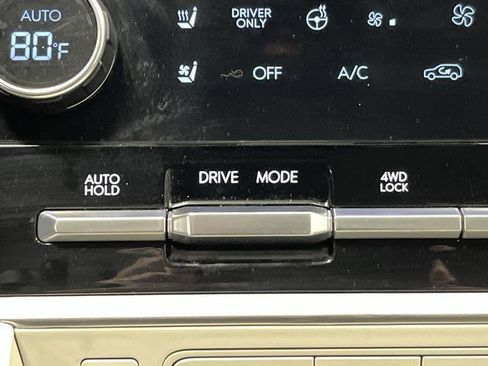 AUTO
80°F
DRIVER
ONLY
OFF
A/C
AUTO
HOLD
DRIVE MODE
4WD
LOCK